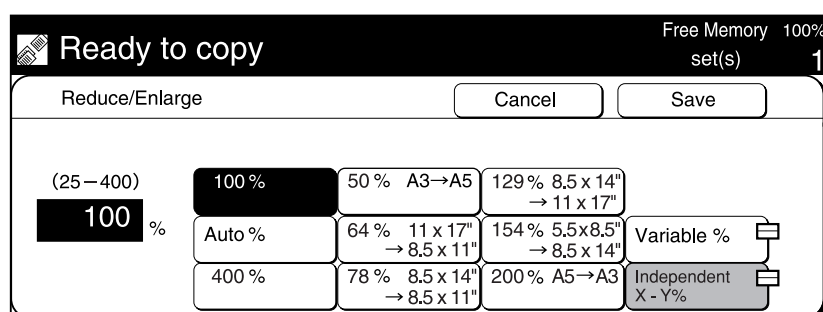 Ready to copy
Free Memory 100%
set(s) 1
Reduce/Enlarge
Cancel
Save
(25-400)
100 %
100 %
50 % A3→A5
129 % 8.5 x 14"
→ 11 x 17"
Auto %
64 % 11 x 17"
→ 8.5 x 11"
154 % 5.5x8.5"
→ 8.5 x 14"
Variable %
400 %
78 % 8.5 x 14"
→ 8.5 x 11"
200 % A5→A3
Independent
X - Y%